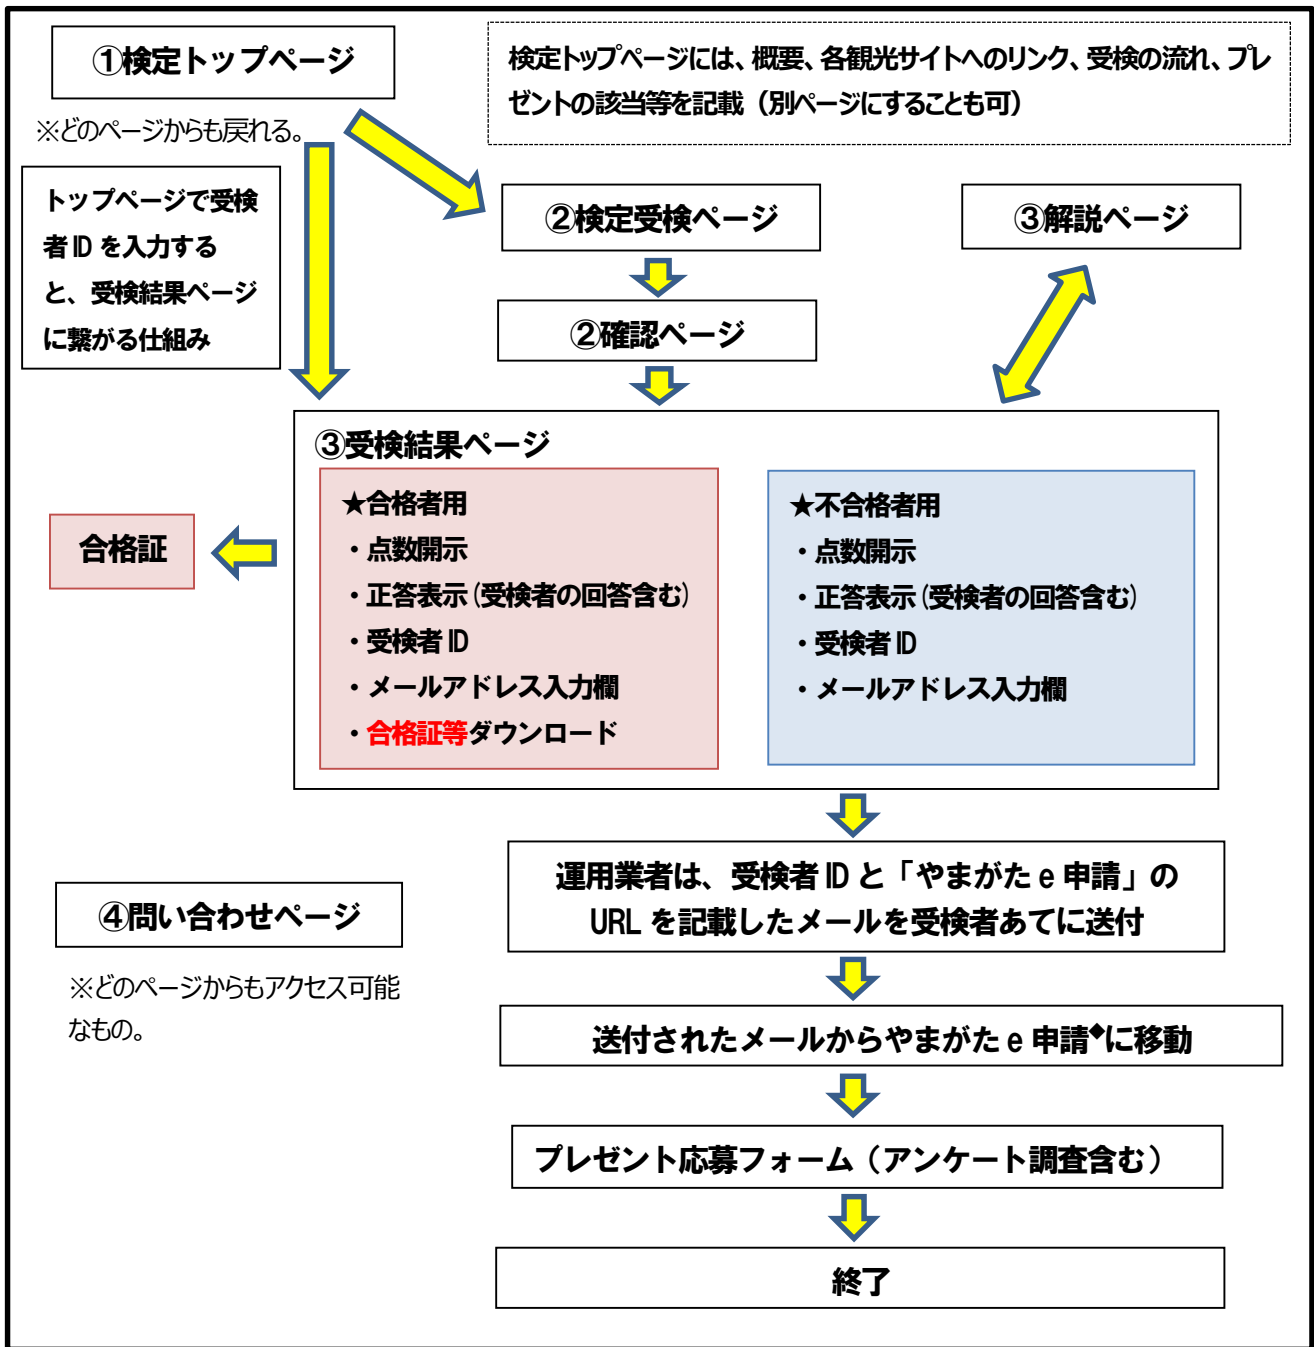 ①検定トップページ
※どのページからも戻れる。
検定トップページには、概要、各観光サイトへのリンク、受検の流れ、プレ
ゼントの該当等を記載（別ページにすることも可）
トップページで受検
者IDを入力する
と、受検結果ページ
に繋がる仕組み
②検定受検ページ
③解説ページ
②確認ページ
③受検結果ページ
★合格者用
・点数開示
・正答表示(受検者の回答含む)
・受検者ID
・メールアドレス入力欄
・合格証等ダウンロード
★不合格者用
・点数開示
・正答表示(受検者の回答含む)
・受検者ID
・メールアドレス入力欄
合格証
運用業者は、受検者IDと「やまがたe申請」の
URLを記載したメールを受検者あてに送付
④問い合わせページ
※どのページからもアクセス可能
なもの。
送付されたメールからやまがたe申請◆に移動
プレゼント応募フォーム（アンケート調査含む）
終了